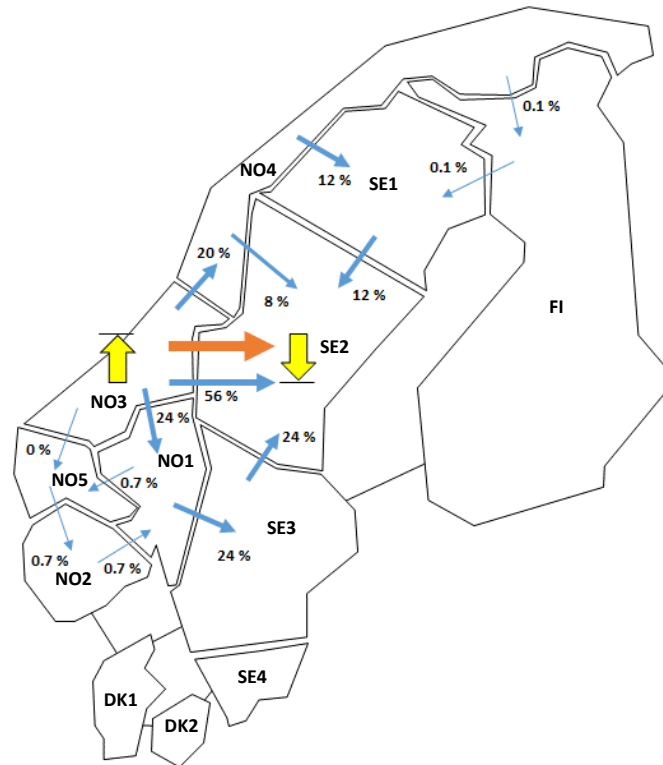 0.1 %
0.1 %
NO4
12 %
SE1
20 %
8 %
12 %
FI
SE2
NO3
56 %
24 %
0 %
NO1
24 %
NO5
0.7 %
SE3
24 %
0.7 %
0.7 %
NO2
SE4
DK1
DK2